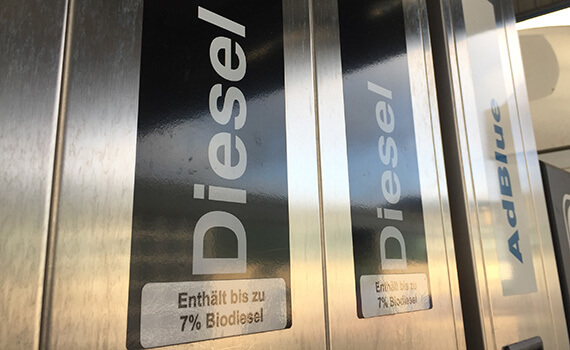 Diesel
Enthält bis zu
7% Biodiesel
Diesel
Enthält bis zu
7% Biodiesel
AdBlue